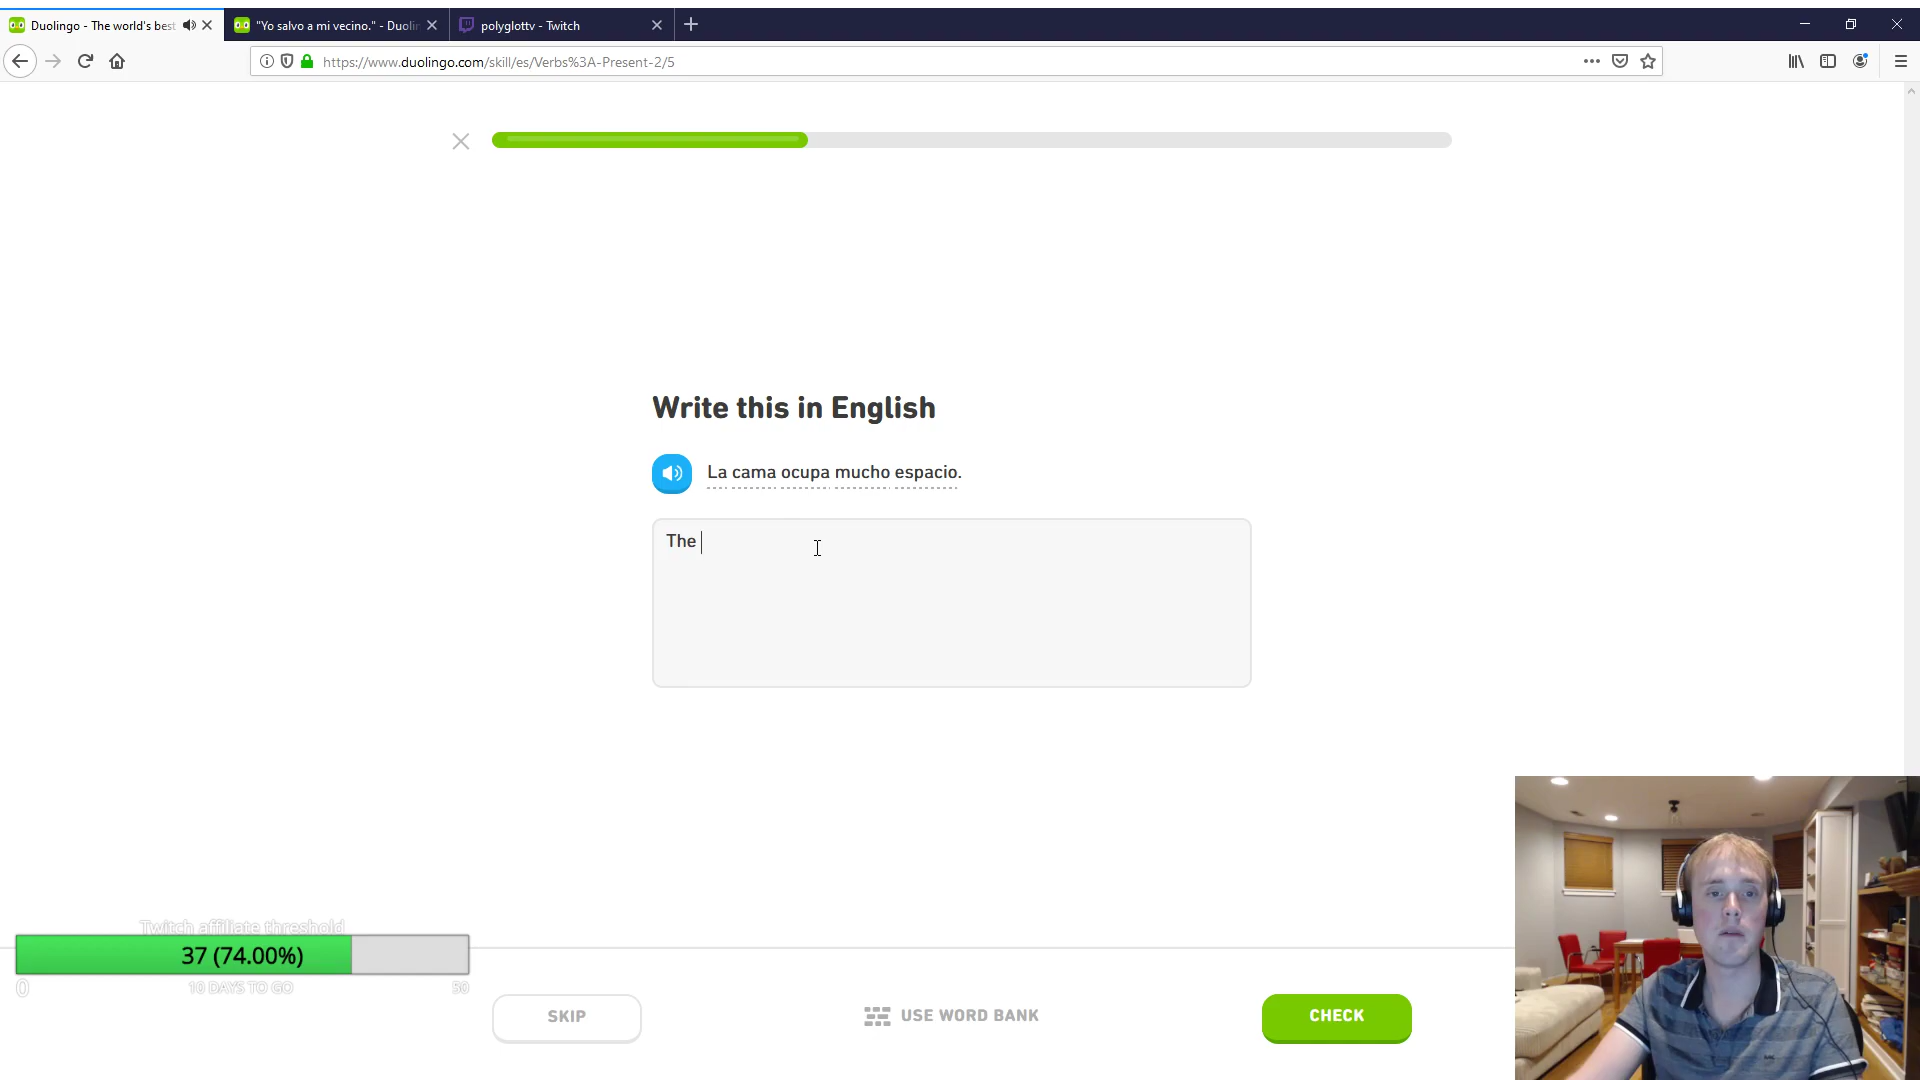 Duolingo - The world's best
"Yo salvo a mi vecino." - Duolin
polyglottv - Twitch
https://www.duolingo.com/skill/es/Verbs%3A-Present-2/5
Write this in English
La cama ocupa mucho espacio.
The
Twitch affiliate threshold
37 (74.00%)
0
10 DAYS TO GO
50
SKIP
USE WORD BANK
CHECK